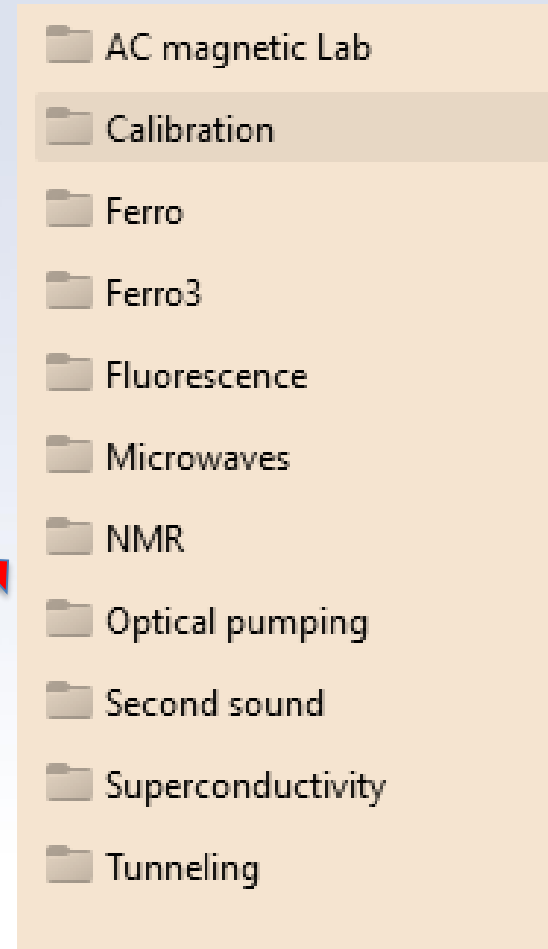 AC magnetic Lab
Calibration
Ferro
Ferro3
Fluorescence
Microwaves
NMR
Optical pumping
Second sound
Superconductivity
Tunneling